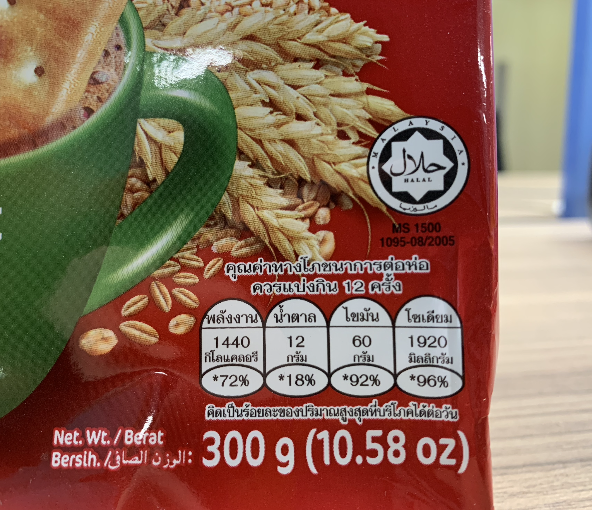 MALAYSIA
حلال
HALAL
ماليزيا
MS 1500
1095-08/2005
คุณค่าทางโภชนาการต่อห่อ
ควรแบ่งกิน 12 ครั้ง
พลังงาน น้ำตาล ไขมัน โซเดียม
1440 12 60 1920
กิโลแคลอรี กรัม กรัม มิลลิกรัม
*72% *18% *92% *96%
คิดเป็นร้อยละของปริมาณสูงสุดที่บริโภคได้ต่อวัน
Net. Wt. / Berat
Bersih. /الوزن الصافي:
300 g (10.58 oz)